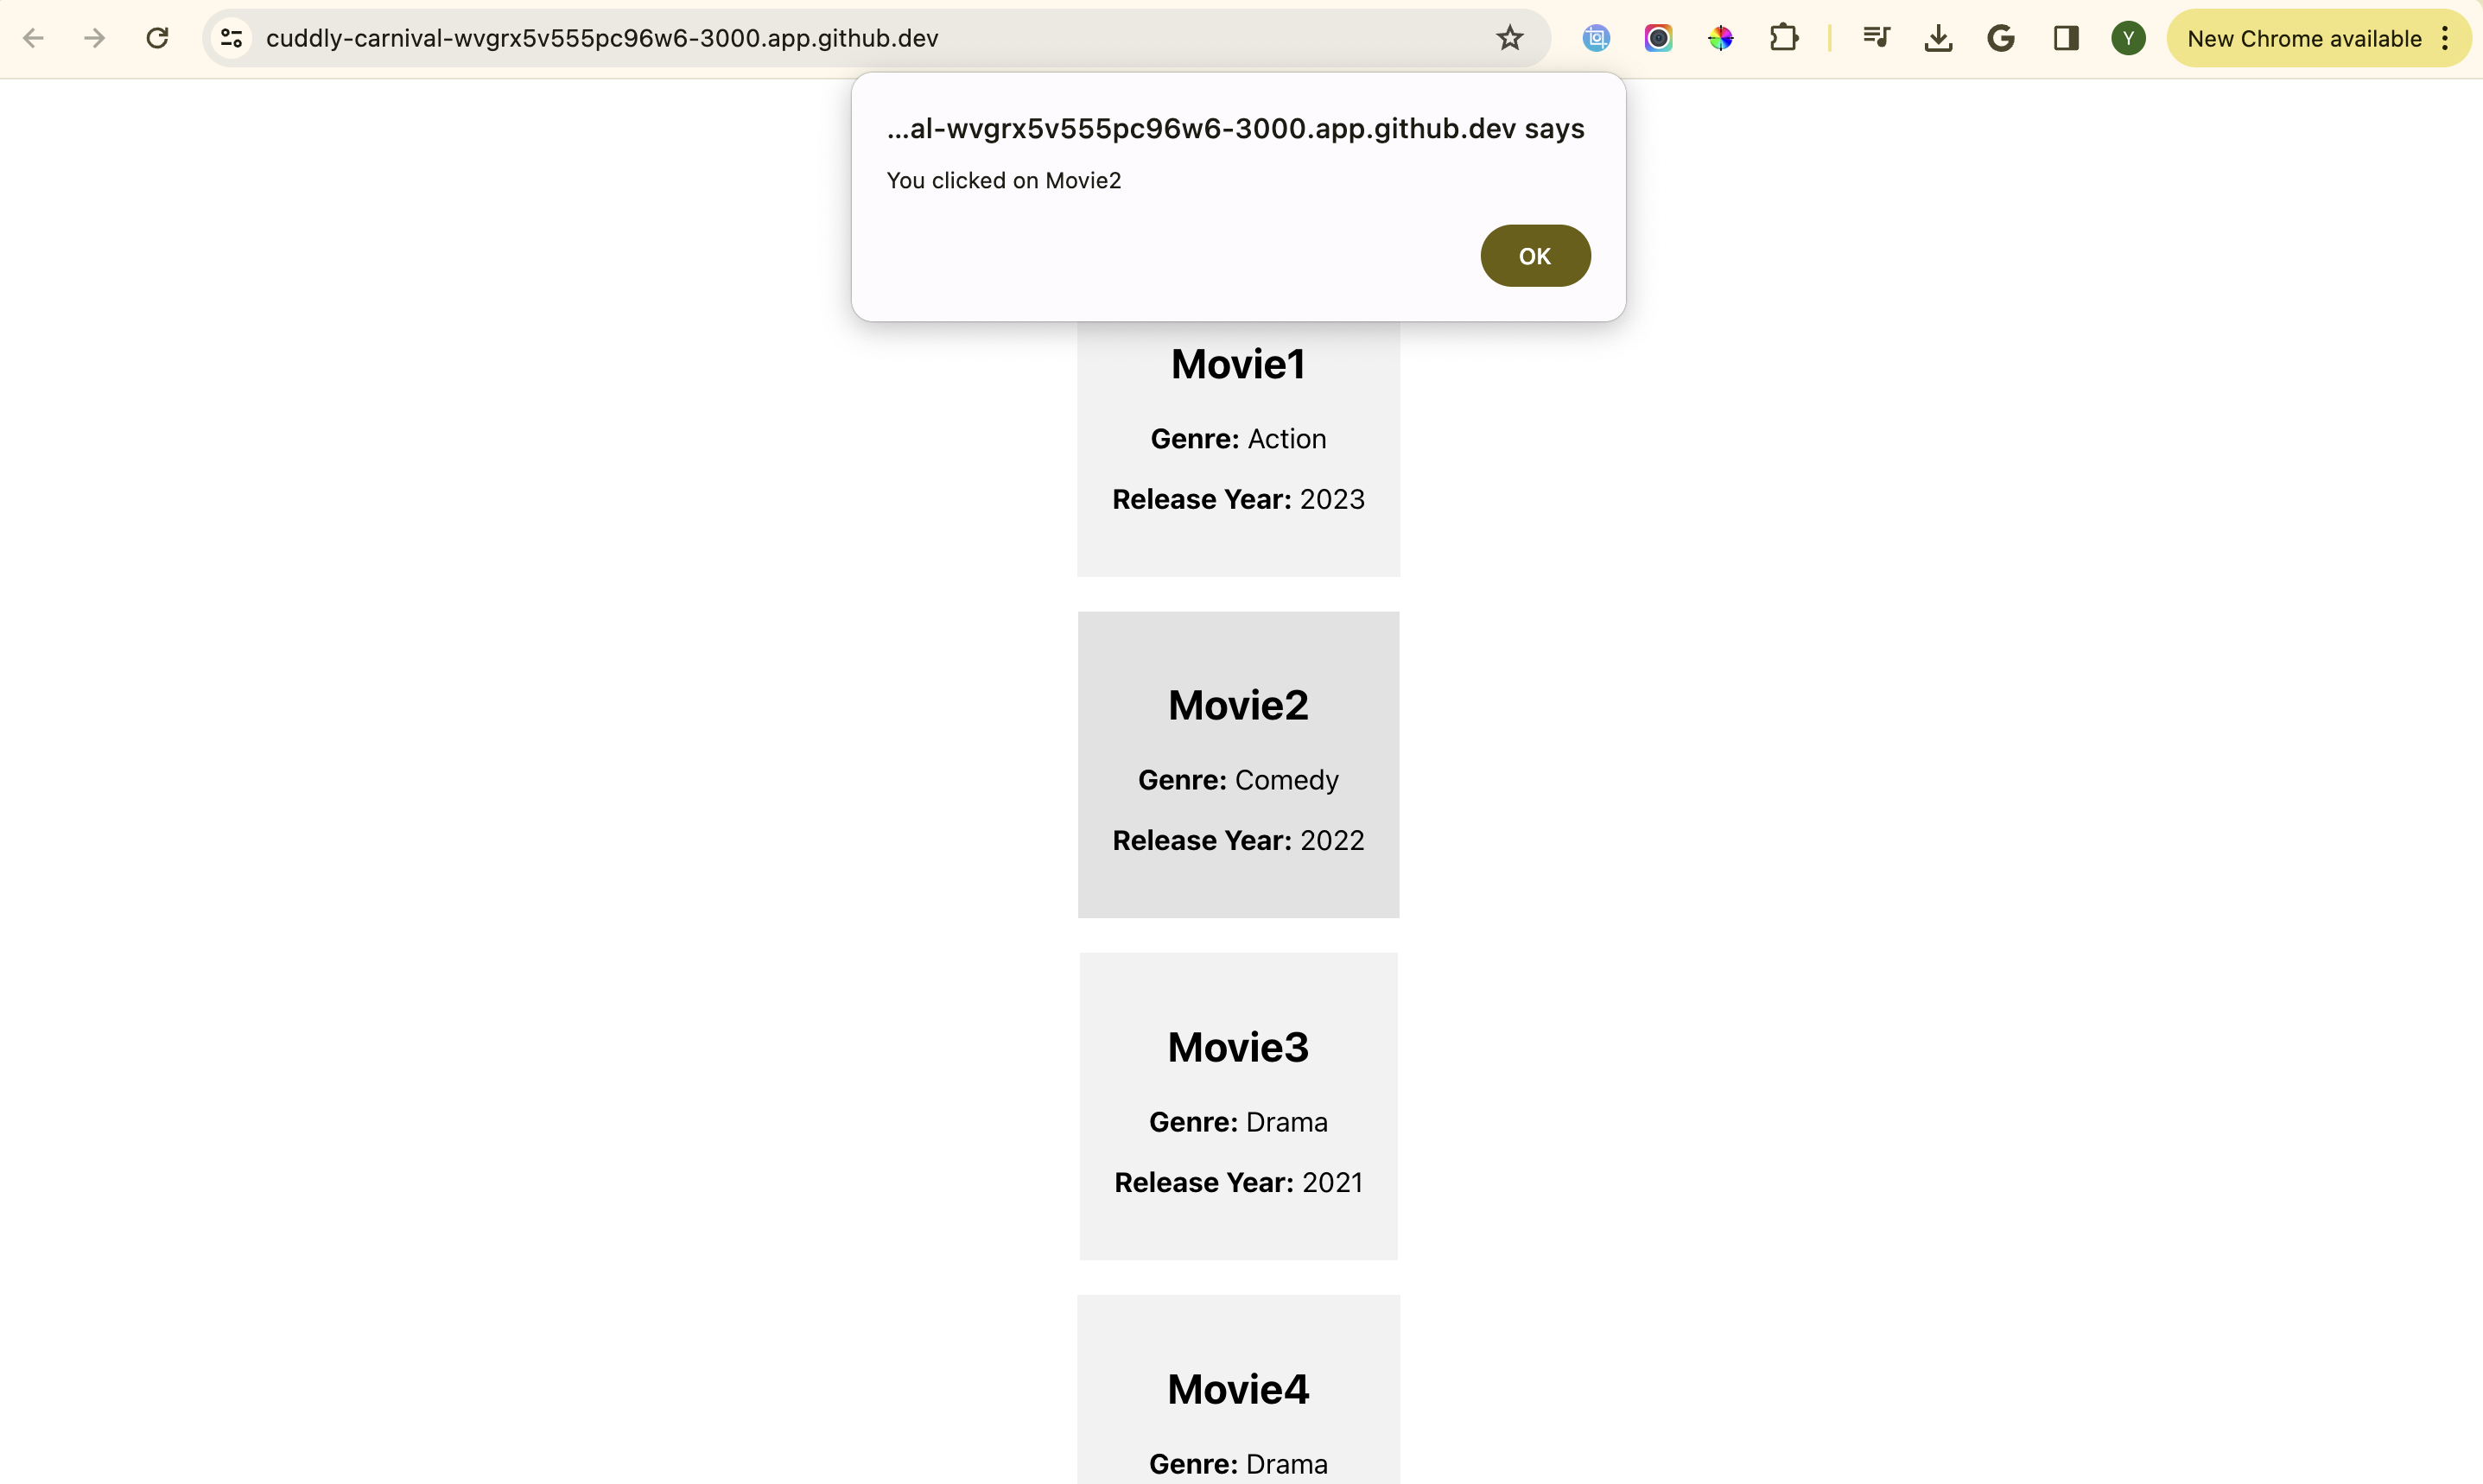 cuddly-carnival-wvgrx5v555pc96w6-3000.app.github.dev
Y
New Chrome available
...al-wvgrx5v555pc96w6-3000.app.github.dev says
You clicked on Movie2
OK
Movie1
Genre: Action
Release Year: 2023
Movie2
Genre: Comedy
Release Year: 2022
Movie3
Genre: Drama
Release Year: 2021
Movie4
Genre: Drama